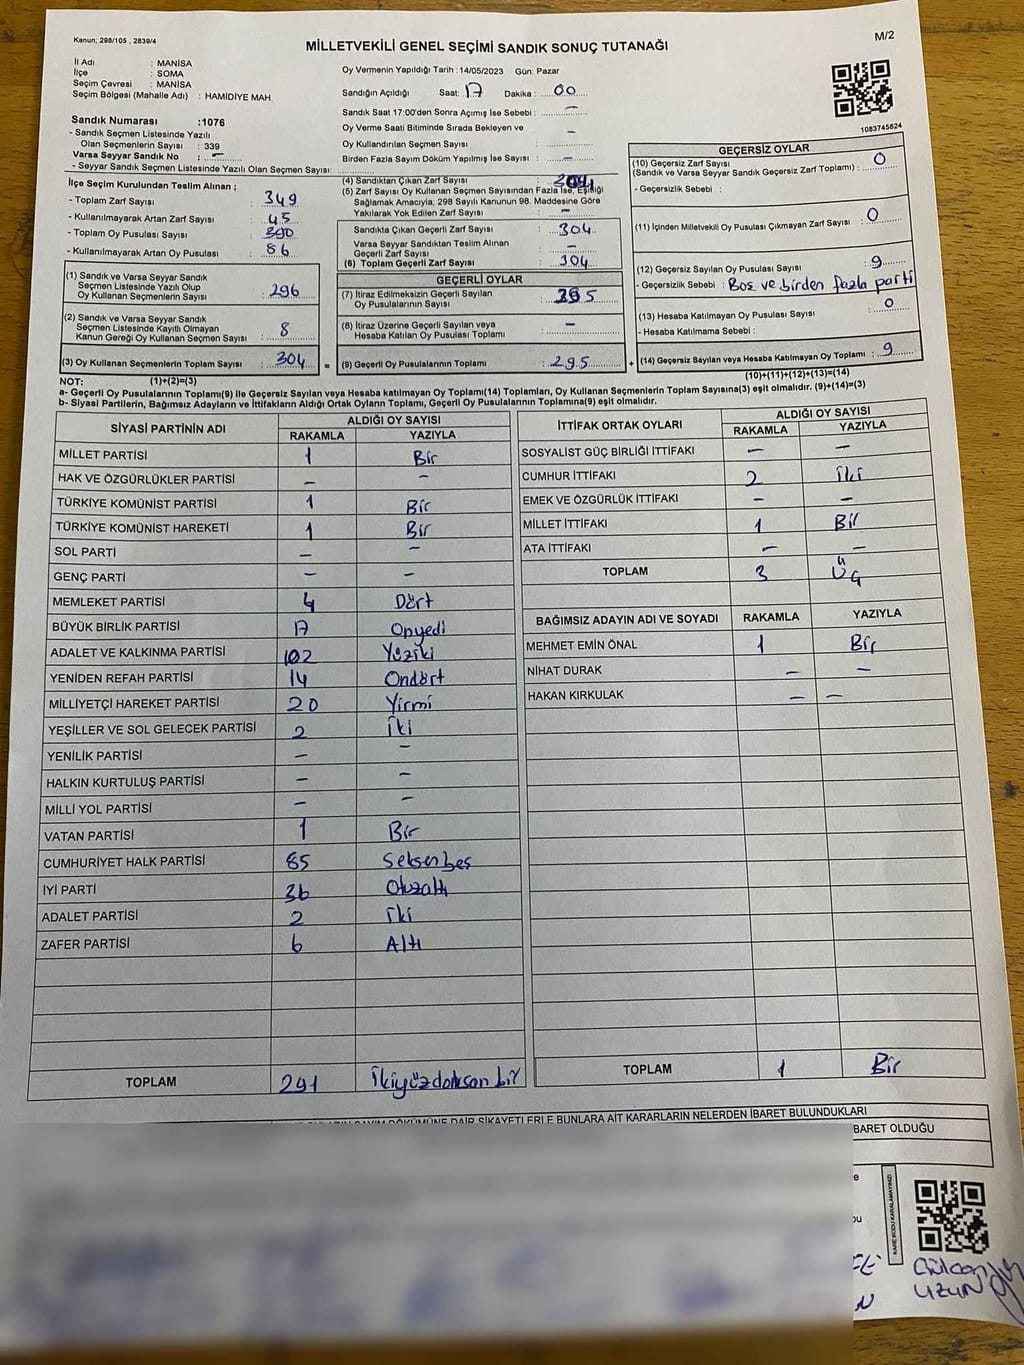 Kanun; 298/105 , 2839/4
M/2
MİLLETVEKİLİ GENEL SEÇİMİ SANDIK SONUÇ TUTANAĞI
İl Adı : MANİSA
İlçe : SOMA
Seçim Çevresi : MANİSA
Seçim Bölgesi (Mahalle Adı) : HAMİDİYE MAH.
Sandık Numarası :1076
- Sandık Seçmen Listesinde Yazılı
Olan Seçmenlerin Sayısı : 339
Varsa Seyyar Sandık No : –
- Seyyar Sandık Seçmen Listesinde Yazılı Olan Seçmen Sayısı:
Oy Vermenin Yapıldığı Tarih : 14/05/2023 Gün: Pazar
Sandığın Açıldığı Saat: 17 Dakika : 00
Sandık Saat 17:00'den Sonra Açımış İse Sebebi : –
Oy Verme Saati Bitiminde Sırada Bekleyen ve
Oy Kullandırılan Seçmen Sayısı : –
Birden Fazla Sayım Döküm Yapılmış İse Sayısı : –
1083745824
İlçe Seçim Kurulundan Teslim Alınan ;
- Toplam Zarf Sayısı : 349
- Kullanılmayarak Artan Zarf Sayısı : 45
- Toplam Oy Pusulası Sayısı :
- Kullanılmayarak Artan Oy Pusulası : 86
(4) Sandıktan Çıkan Zarf Sayısı : 304
(5) Zarf Sayısı Oy Kullanan Seçmen Sayısından Fazla İse, Eşitliği
Sağlamak Amacıyla, 298 Sayılı Kanunun 98. Maddesine Göre
Yakılarak Yok Edilen Zarf Sayısı : –
Sandıkta Çıkan Geçerli Zarf Sayısı : 304
Varsa Seyyar Sandıktan Teslim Alınan
Geçerli Zarf Sayısı : –
(6) Toplam Geçerli Zarf Sayısı : 304
GEÇERSİZ OYLAR
(10) Geçersiz Zarf Sayısı
(Sandık ve Varsa Seyyar Sandık Geçersiz Zarf Toplamı) : 0
- Geçersizlik Sebebi :
(11) İçinden Milletvekili Oy Pusulası Çıkmayan Zarf Sayısı : 0
(12) Geçersiz Sayılan Oy Pusulası Sayısı : 9
- Geçersizlik Sebebi : Boş ve birden fazla parti
(13) Hesaba Katılmayan Oy Pusulası Sayısı : 0
- Hesaba Katılmama Sebebi :
(14) Geçersiz Sayılan veya Hesaba Katılmayan Oy Toplamı : 9
(10)+(11)+(12)+(13)=(14)
(1) Sandık ve Varsa Seyyar Sandık
Seçmen Listesinde Yazılı Olup
Oy Kullanan Seçmenlerin Sayısı : 296
(2) Sandık ve Varsa Seyyar Sandık
Seçmen Listesinde Kayıtlı Olmayan
Kanun Gereği Oy Kullanan Seçmen Sayısı : 8
(3) Oy Kullanan Seçmenlerin Toplam Sayısı : 304 =
(1)+(2)=(3)
GEÇERLİ OYLAR
(7) İtiraz Edilmeksizin Geçerli Sayılan
Oy Pusulalarının Sayısı : 295
(8) İtiraz Üzerine Geçerli Sayılan veya
Hesaba Katılan Oy Pusulası Toplamı : –
(9) Geçerli Oy Pusulalarının Toplamı : 295 +
NOT:
a- Geçerli Oy Pusulaları Toplamı(9) ile Geçersiz Sayılan veya Hesaba katılmayan Oy Toplamı(14) Toplamları, Oy Kullanan Seçmenlerin Toplam Sayısına(3) eşit olmalıdır. (9)+(14)=(3)
b- Siyasi Partilerin, Bağımsız Adayların ve İttifakların Aldığı Ortak Oyların Toplamı, Geçerli Oy Pusulalarının Toplamına(9) eşit olmalıdır.
SİYASİ PARTİNİN ADI ALDIĞI OY SAYISI
RAKAMLA YAZIYLA
MİLLET PARTİSİ 1 Bir
HAK VE ÖZGÜRLÜKLER PARTİSİ – –
TÜRKİYE KOMÜNİST PARTİSİ 1 Bir
TÜRKİYE KOMÜNİST HAREKETİ 1 Bir
SOL PARTİ – –
GENÇ PARTİ – –
MEMLEKET PARTİSİ 4 Dört
BÜYÜK BİRLİK PARTİSİ 17 Onyedi
ADALET VE KALKINMA PARTİSİ 102 Yüziki
YENİDEN REFAH PARTİSİ 14 Ondört
MİLLİYETÇİ HAREKET PARTİSİ 20 Yirmi
YEŞİLLER VE SOL GELECEK PARTİSİ 2 İki
YENİLİK PARTİSİ – –
HALKIN KURTULUŞ PARTİSİ – –
MİLLİ YOL PARTİSİ – –
VATAN PARTİSİ 1 Bir
CUMHURİYET HALK PARTİSİ 85 Seksenbeş
İYİ PARTİ 36 Otuzaltı
ADALET PARTİSİ 2 İki
ZAFER PARTİSİ 6 Altı
TOPLAM 291 İkiyüzdoksan bir
İTTİFAK ORTAK OYLARI ALDIĞI OY SAYISI
RAKAMLA YAZIYLA
SOSYALİST GÜÇ BİRLİĞİ İTTİFAKI – –
CUMHUR İTTİFAKI 2 İki
EMEK VE ÖZGÜRLÜK İTTİFAKI – –
MİLLET İTTİFAKI 1 Bir
ATA İTTİFAKI – –
TOPLAM 3 Üç
BAĞIMSIZ ADAYIN ADI VE SOYADI RAKAMLA YAZIYLA
MEHMET EMİN ÖNAL 1 Bir
NİHAT DURAK – –
HAKAN KIRKULAK – –
TOPLAM 1 Bir
DÖKÜMÜNE DAİR ŞİKAYETLERLE BUNLARA AİT KARARLARIN NELERDEN İBARET BULUNDUKLARI
BARET OLDUĞU
KARE KODU KARALAMAYINIZ!
UZUN